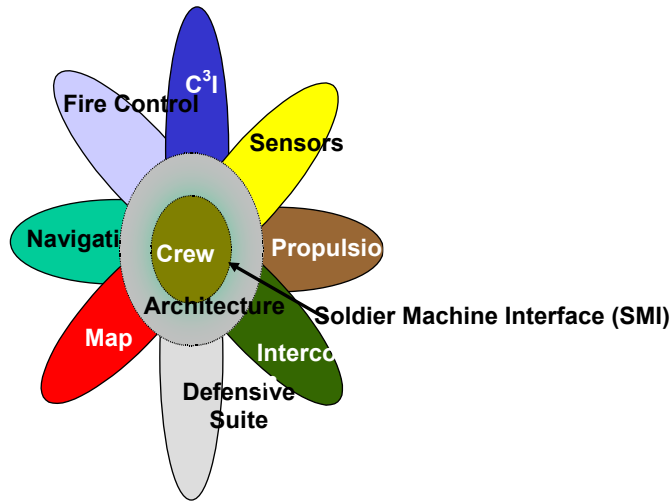 C³I
Fire Control
Sensors
Navigati
Crew
Propulsio
Architecture
Soldier Machine Interface (SMI)
Map
Interco
Defensive
Suite